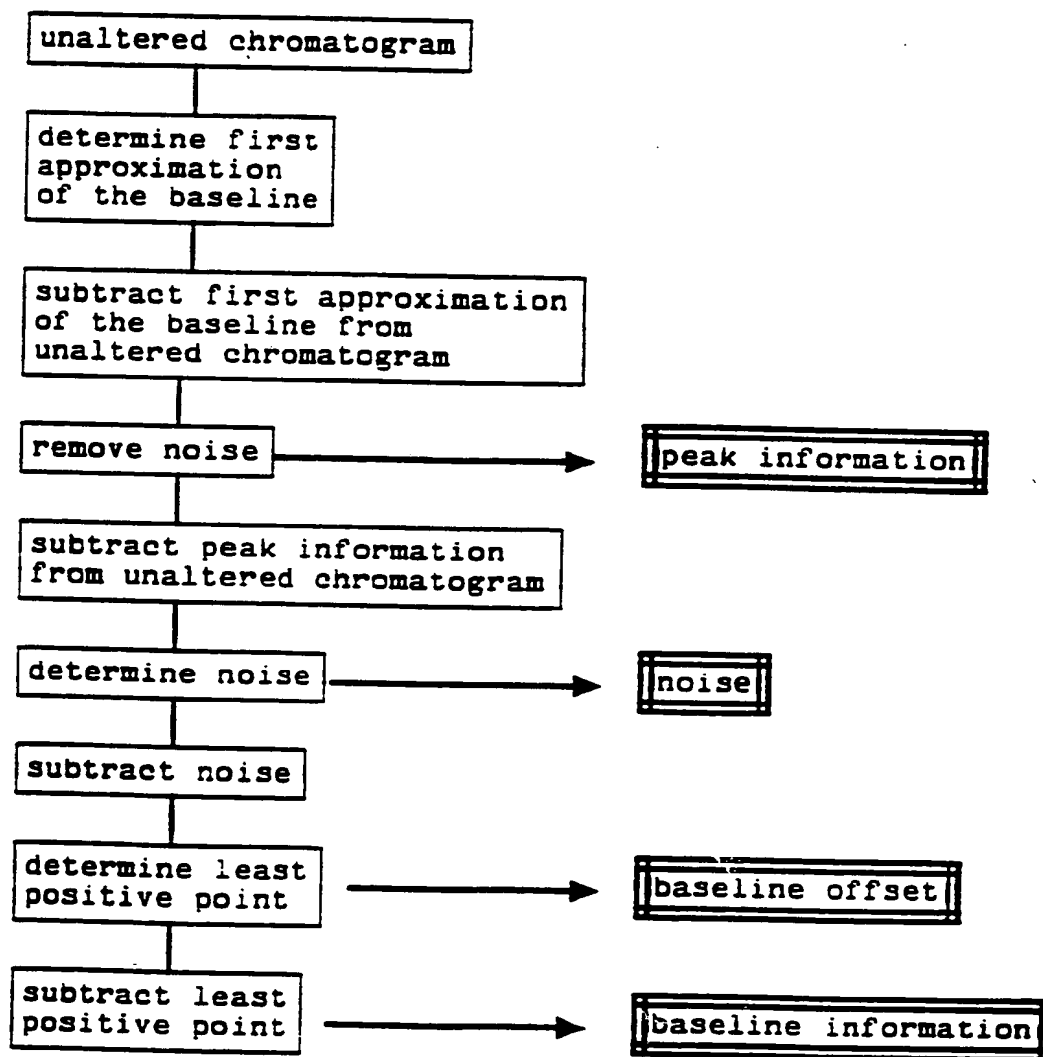 unaltered chromatogram
determine first
approximation
of the baseline
subtract first approximation
of the baseline from
unaltered chromatogram
remove noise
peak information
subtract peak information
from unaltered chromatogram
determine noise
noise
subtract noise
determine least
positive point
baseline offset
subtract least
positive point
baseline information